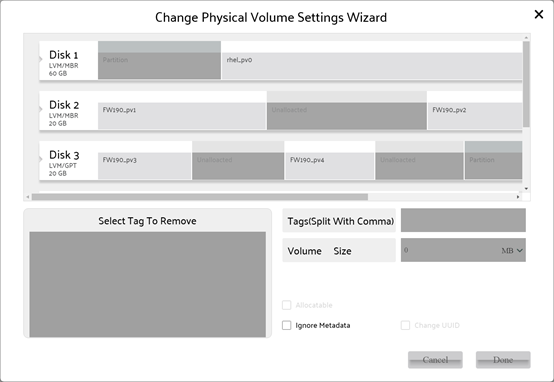 Change Physical Volume Settings Wizard
Disk 1
LVM/MBR
60 GB
Partition
rhel_pv0
Disk 2
LVM/MBR
20 GB
FW190_pv1
Unallocated
FW190_pv2
Disk 3
LVM/GPT
20 GB
FW190_pv3
Unallocated
FW190_pv4
Unallocated
Partition
Select Tag To Remove
Tags(Split With Comma)
Volume Size
0 MB
Allocatable
Ignore Metadata
Change UUID
Cancel
Done